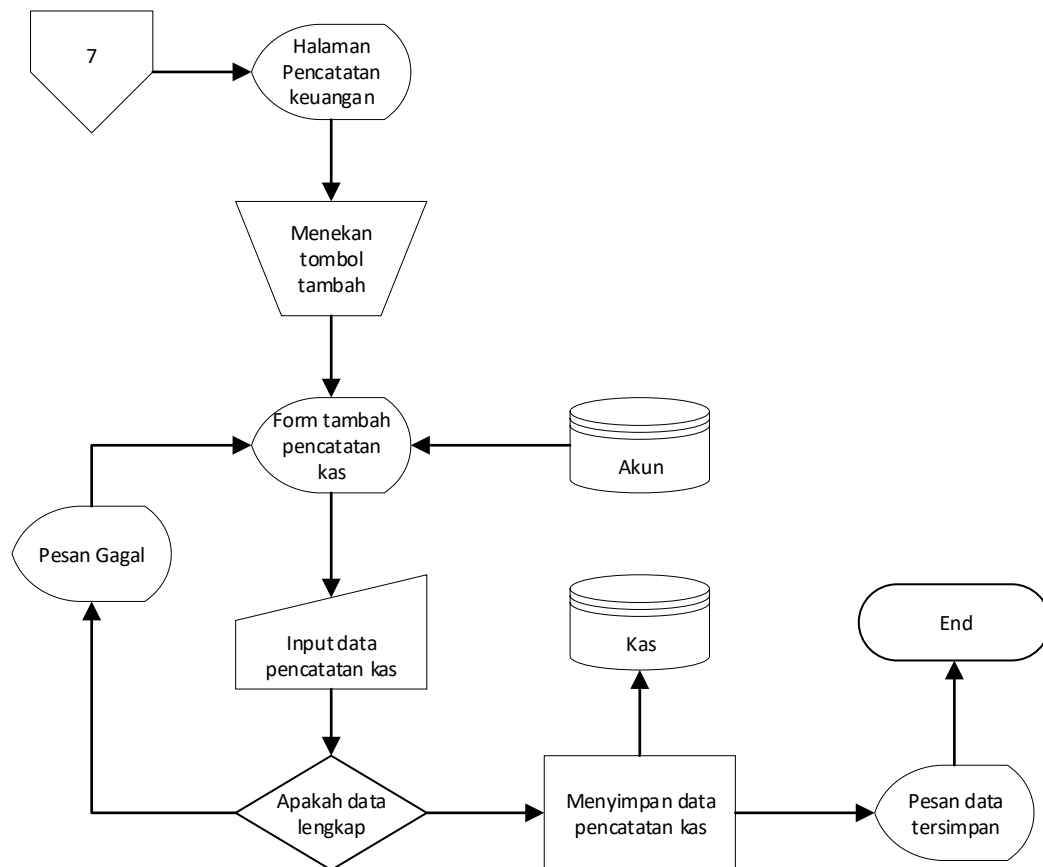 7
Halaman
Pencatatan
keuangan
Menekan
tombol
tambah
Form tambah
pencatatan
kas
Akun
Pesan Gagal
Input data
pencatatan kas
Kas
End
Apakah data
lengkap
Menyimpan data
pencatatan kas
Pesan data
tersimpan